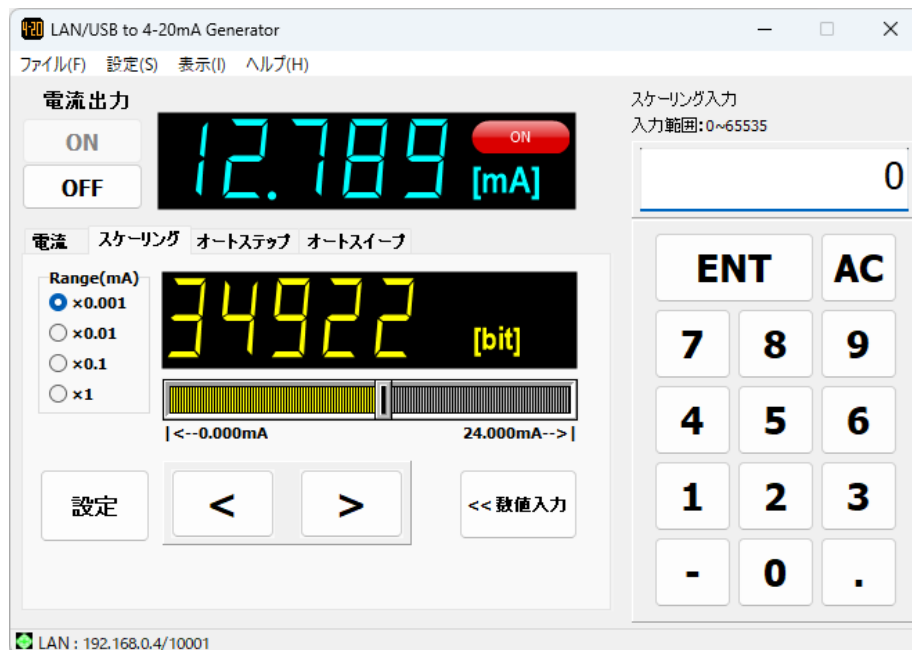 4-20 LAN/USB to 4-20mA Generator
ファイル(F) 設定(S) 表示(I) ヘルプ(H)
電流出力
ON
OFF
12.789
ON
[mA]
電流 スケーリング オートステップ オートスイープ
Range(mA)
×0.001
×0.01
×0.1
×1
34922
[bit]
|<--0.000mA 24.000mA-->|
設定 < > << 数値入力
スケーリング入力
入力範囲:0~65535
0
ENT AC
7 8 9
4 5 6
1 2 3
- 0 .
LAN : 192.168.0.4/10001